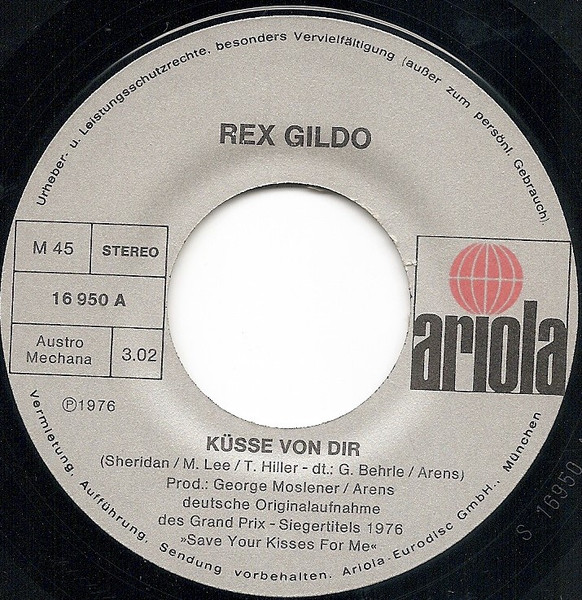 Urheber- u. Leistungsschutzrechte, besonders Vervielfältigung (außer zum persönl. Gebrauch).
REX GILDO
M 45
STEREO
16 950 A
Austro
Mechana
3.02
ariola
℗1976
KÜSSE VON DIR
(Sheridan / M. Lee / T. Hiller - dt.: G. Behrle / Arens)
Prod.: George Moslener / Arens
deutsche Originalaufnahme
des Grand Prix - Siegertitels 1976
»Save Your Kisses For Me«
Vermietung. Aufführung. Sendung vorbehalten. Ariola-Eurodisc GmbH., München
S 16950